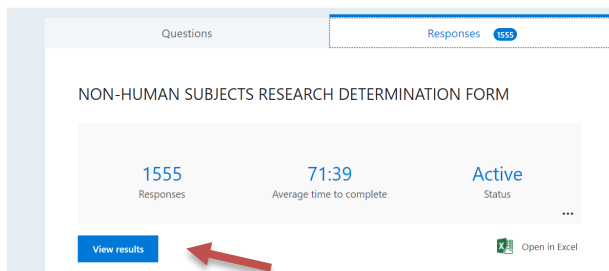 Questions
Responses 1555
NON-HUMAN SUBJECTS RESEARCH DETERMINATION FORM
1555 71:39 Active
Responses Average time to complete Status
View results Open in Excel